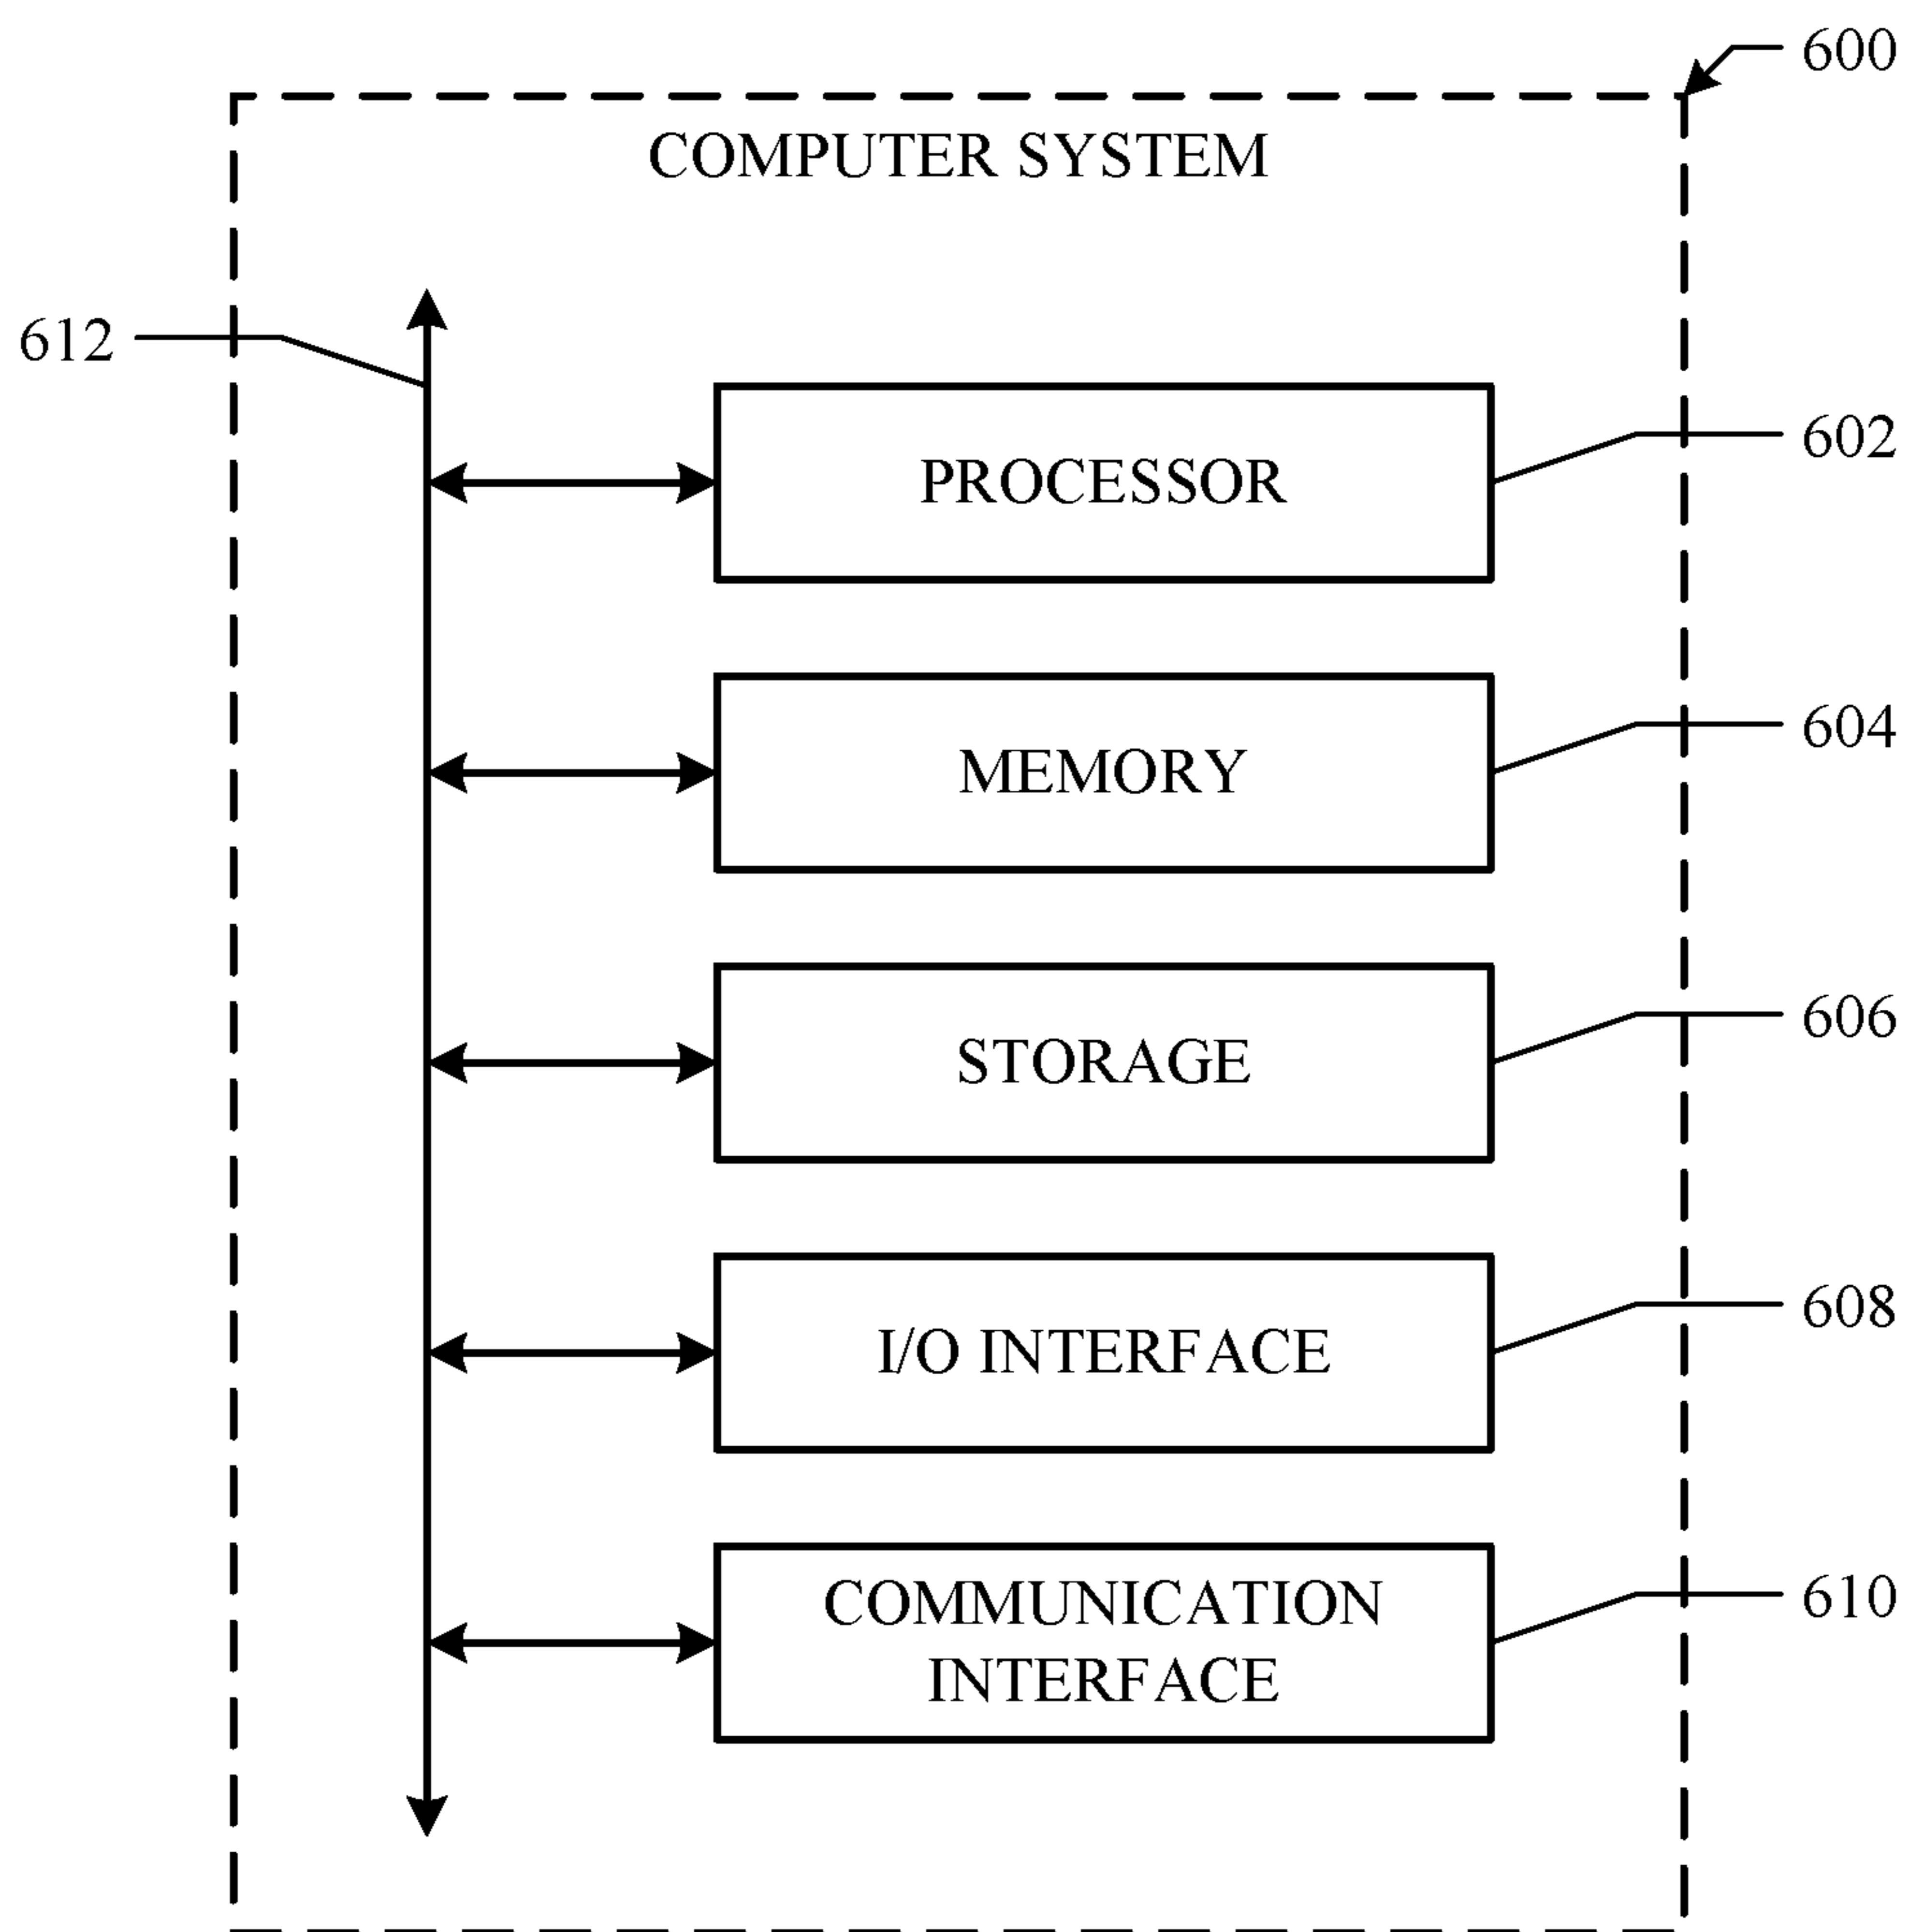 600
COMPUTER SYSTEM
612
602
PROCESSOR
604
MEMORY
606
STORAGE
608
I/O INTERFACE
610
COMMUNICATION
INTERFACE